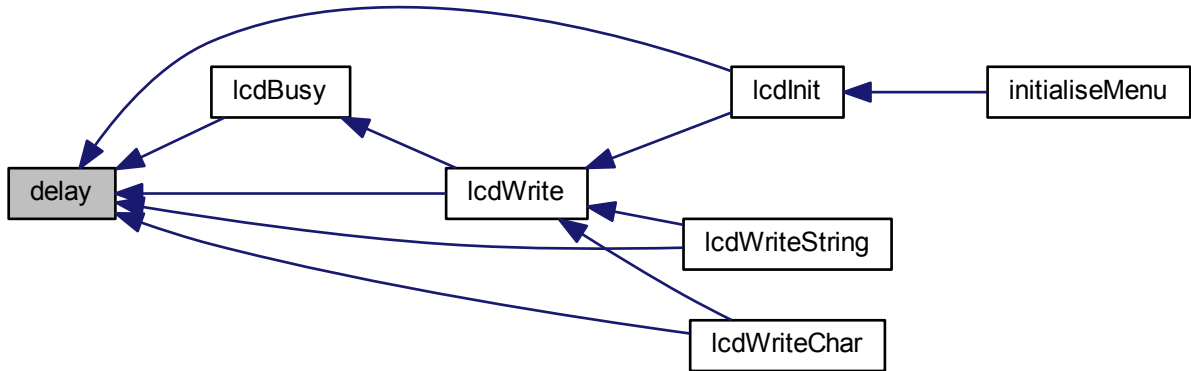 lcdBusy
lcdInit
initialiseMenu
delay
lcdWrite
lcdWriteString
lcdWriteChar